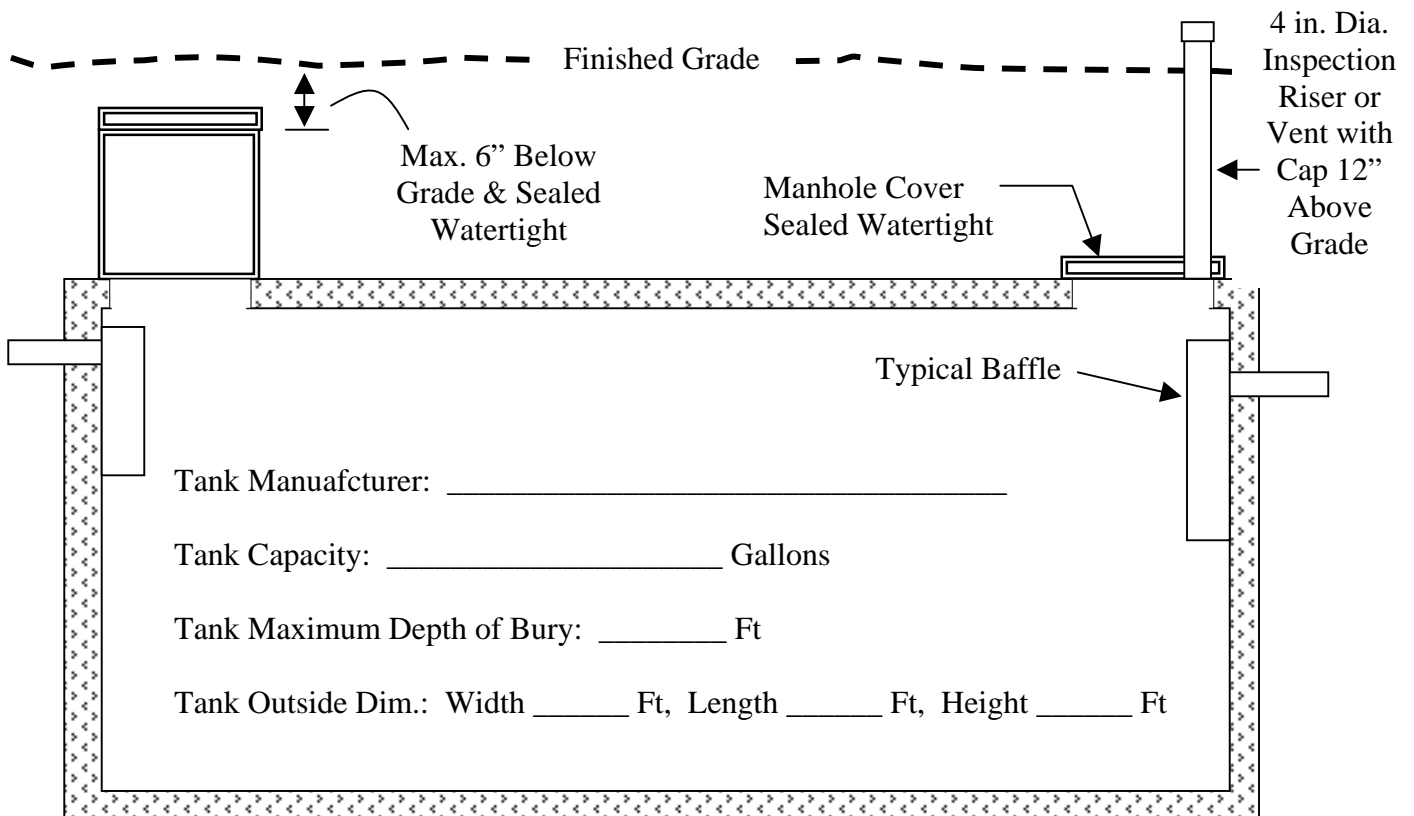 Finished Grade
4 in. Dia.
Inspection
Riser or
Vent with
Cap 12”
Above
Grade
Max. 6” Below
Grade & Sealed
Watertight
Manhole Cover
Sealed Watertight
Typical Baffle
Tank Manuafcturer: ___________________________________
Tank Capacity: _____________________ Gallons
Tank Maximum Depth of Bury: ________ Ft
Tank Outside Dim.: Width ______ Ft, Length ______ Ft, Height ______ Ft